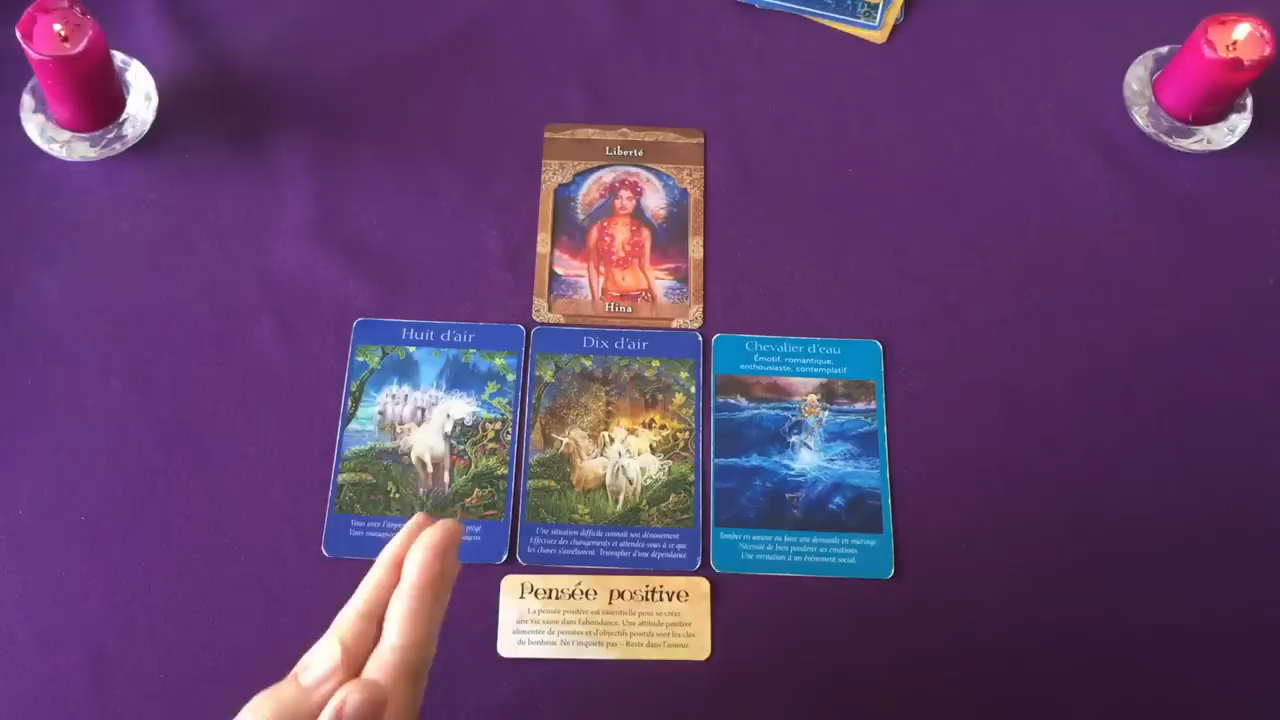 Liberté
Hina
Huit d'air
Vous avez piégé.
Vous
Dix d'air
Une situation difficile connaît son dénouement.
Effectuez des changements et attendez-vous à ce que
les choses s'améliorent. Triompher d'une dépendance.
Chevalier d'eau
Émotif, romantique,
enthousiaste, contemplatif
Tomber en amour ou faire une demande en mariage.
Nécessité de bien pondérer ses émotions.
Une invitation à un événement social.
Pensée positive
La pensée positive est essentielle pour se créer
une vie saine dans l'abondance. Une attitude positive
alimentée de pensées et d'objectifs positifs sont les clés
du bonheur. Ne t'inquiète pas – Reste dans l'amour.